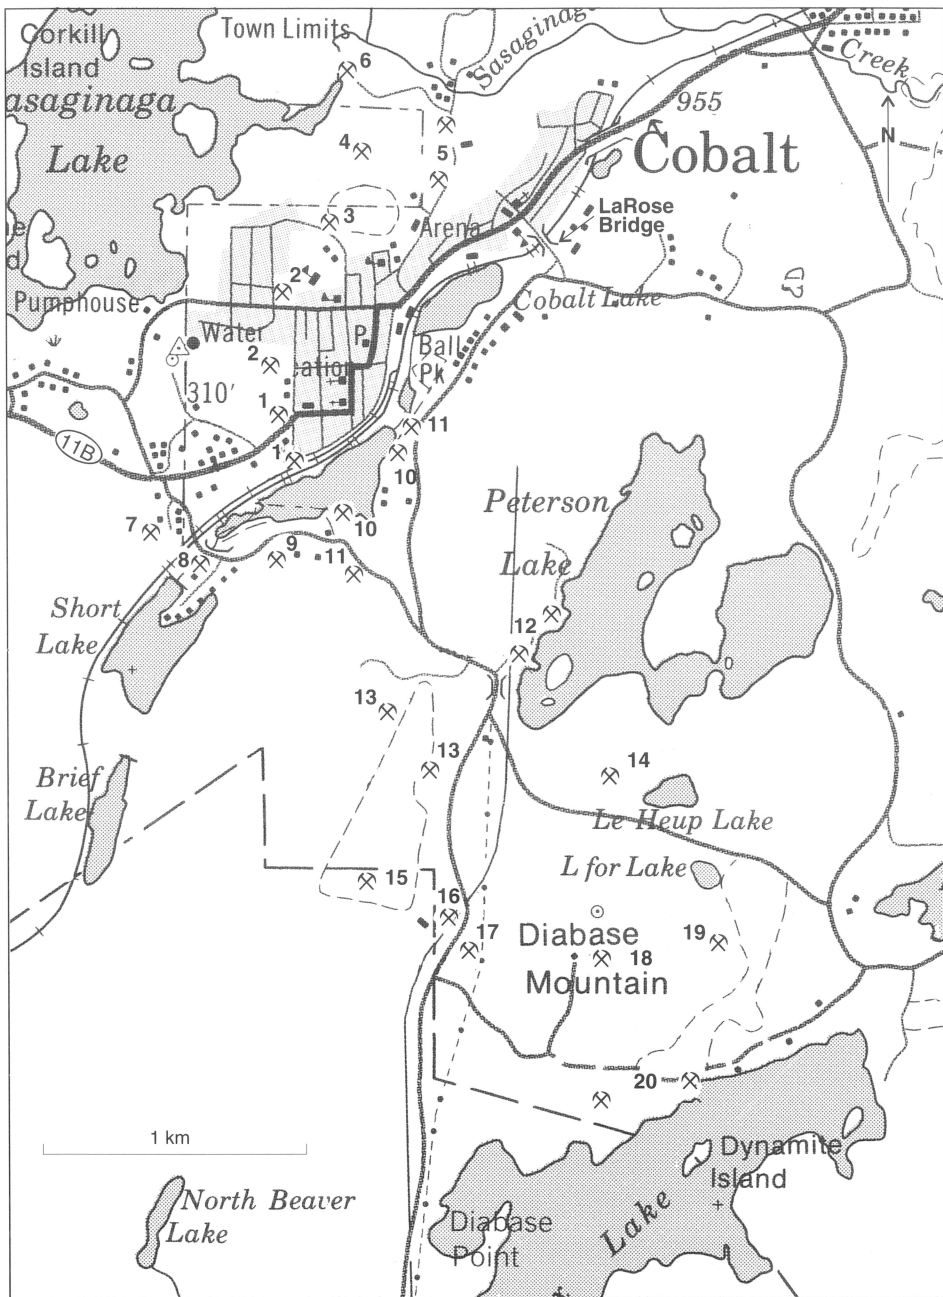 Corkill
Island
Town Limits
Sasaginaga
Creek
6
asaginaga
Lake
955
N
4
5
Cobalt
LaRose
Bridge
3
Arena
2
Pumphouse
Cobalt Lake
Water
P
Ball
Pk
2
310'
1
11
11B
1
10
Peterson
Lake
7
10
8
9
11
Short
Lake
12
13
13
14
Brief
Lake
Le Heup Lake
L for Lake
15
16
17
Diabase
Mountain
18
19
20
1 km
Dynamite
Island
North Beaver
Lake
Diabase
Point
Lake